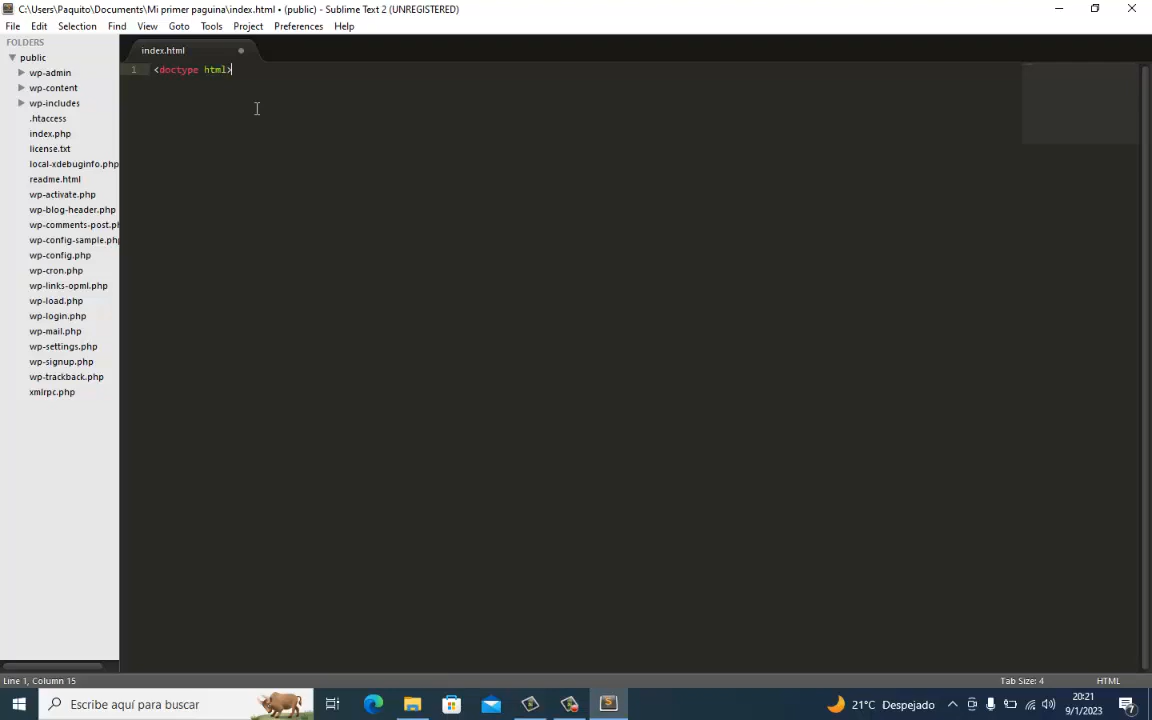 C:\Users\Paquito\Documents\Mi primer paguina\index.html • (public) - Sublime Text 2 (UNREGISTERED)
File Edit Selection Find View Goto Tools Project Preferences Help
FOLDERS
public
wp-admin
wp-content
wp-includes
.htaccess
index.php
license.txt
local-xdebuginfo.php
readme.html
wp-activate.php
wp-blog-header.php
wp-comments-post.ph
wp-config-sample.php
wp-config.php
wp-cron.php
wp-links-opml.php
wp-load.php
wp-login.php
wp-mail.php
wp-settings.php
wp-signup.php
wp-trackback.php
xmlrpc.php
index.html
1 <doctype html>
Line 1, Column 15
Tab Size: 4
HTML
Escribe aquí para buscar
21°C Despejado
20:21
9/1/2023
7